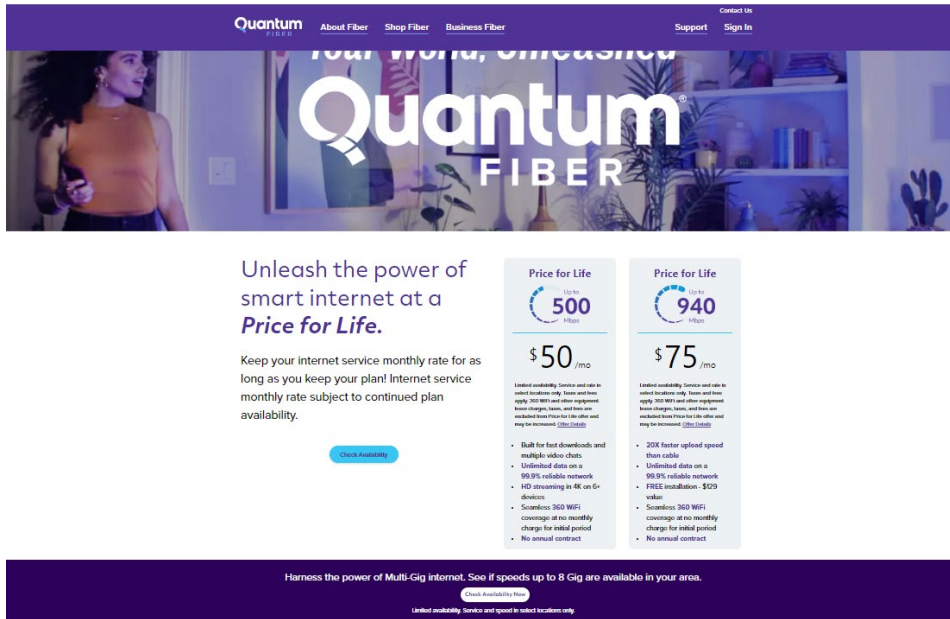 Contact Us
Quantum
FIBER
About Fiber
Shop Fiber
Business Fiber
Support
Sign In
Your World, Unleashed
Quantum®
FIBER
Unleash the power of
smart internet at a
Price for Life.
Keep your internet service monthly rate for as
long as you keep your plan! Internet service
monthly rate subject to continued plan
availability.
Check Availability
Price for Life
Up to
500
Mbps
$50/mo
Limited availability. Service and rate in
select locations only. Taxes and fees
apply. 360 WiFi and other equipment
lease charges, taxes, and fees are
excluded from Price for Life offer and
may be increased. Offer Details
• Built for fast downloads and
multiple video chats
• Unlimited data on a
99.9% reliable network
• HD streaming in 4K on 6+
devices
• Seamless 360 WiFi
coverage at no monthly
charge for initial period
• No annual contract
Price for Life
Up to
940
Mbps
$75/mo
Limited availability. Service and rate in
select locations only. Taxes and fees
apply. 360 WiFi and other equipment
lease charges, taxes, and fees are
excluded from Price for Life offer and
may be increased. Offer Details
• 20X faster upload speed
than cable
• Unlimited data on a
99.9% reliable network
• FREE installation - $129
value
• Seamless 360 WiFi
coverage at no monthly
charge for initial period
• No annual contract
Harness the power of Multi-Gig internet. See if speeds up to 8 Gig are available in your area.
Check Availability Now
Limited availability. Service and speed in select locations only.